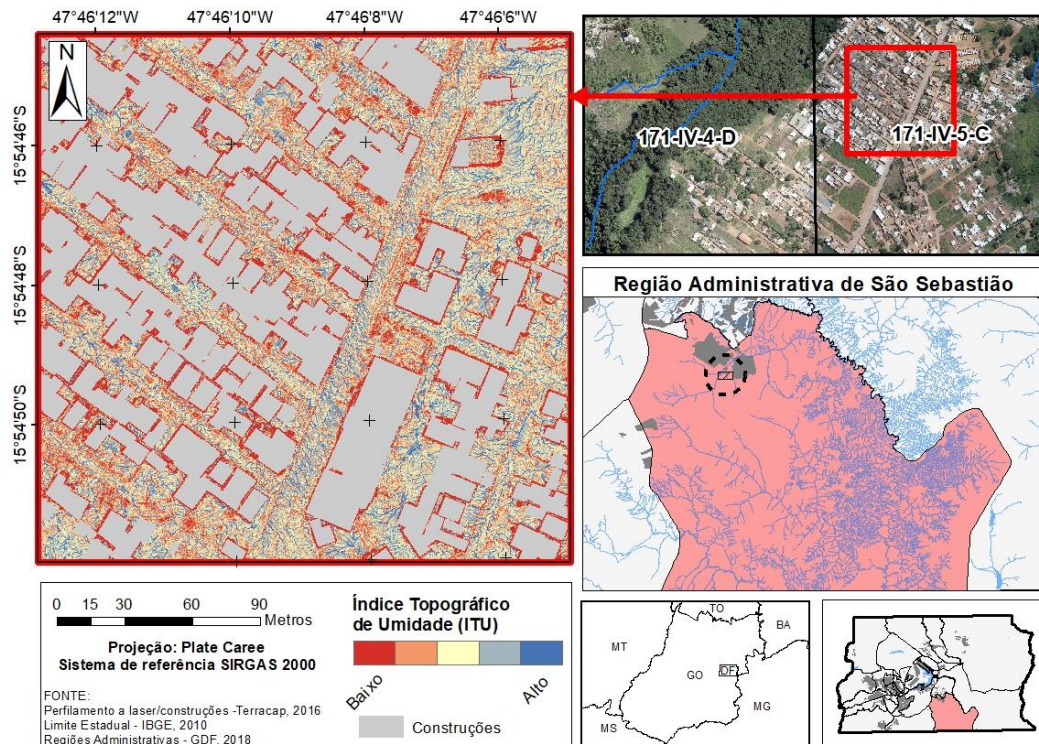 47°46'12"W 47°46'10"W 47°46'8"W 47°46'6"W
N
15°54'46"S
15°54'48"S
15°54'50"S
171-IV-4-D
171-IV-5-C
Região Administrativa de São Sebastião
0 15 30 60 90
Metros
Projeção: Plate Caree
Sistema de referência SIRGAS 2000
FONTE:
Perfilamento a laser/construções -Terracap, 2016
Limite Estadual - IBGE, 2010
Regiões Administrativas - GDF, 2018
Índice Topográfico
de Umidade (ITU)
Baixo
Alto
Construções
TO
BA
MT
GO
DF
MG
MS